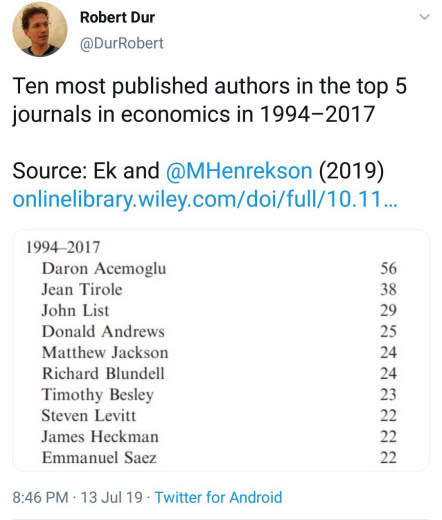 Robert Dur
@DurRobert
Ten most published authors in the top 5
journals in economics in 1994–2017
Source: Ek and @MHenrekson (2019)
onlinelibrary.wiley.com/doi/full/10.11...
1994–2017
Daron Acemoglu 56
Jean Tirole 38
John List 29
Donald Andrews 25
Matthew Jackson 24
Richard Blundell 24
Timothy Besley 23
Steven Levitt 22
James Heckman 22
Emmanuel Saez 22
8:46 PM · 13 Jul 19 · Twitter for Android